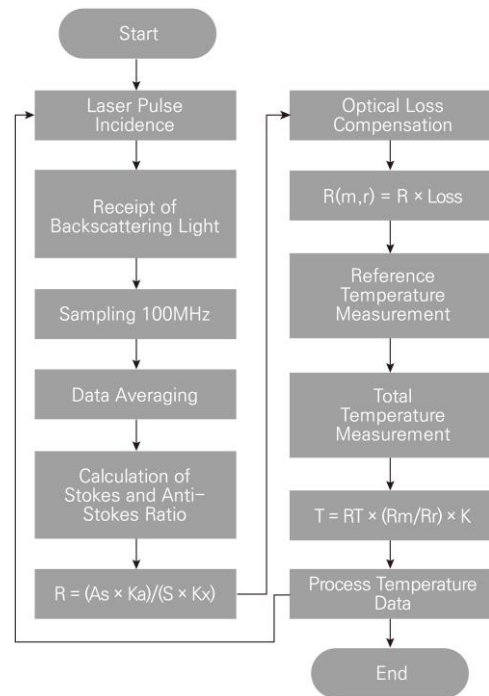 Start
Laser Pulse
Incidence
Receipt of
Backscattering Light
Sampling 100MHz
Data Averaging
Calculation of
Stokes and Anti-
Stokes Ratio
R = (As × Ka)/(S × Kx)
Optical Loss
Compensation
R(m,r) = R × Loss
Reference
Temperature
Measurement
Total
Temperature
Measurement
T = RT × (Rm/Rr) × K
Process Temperature
Data
End